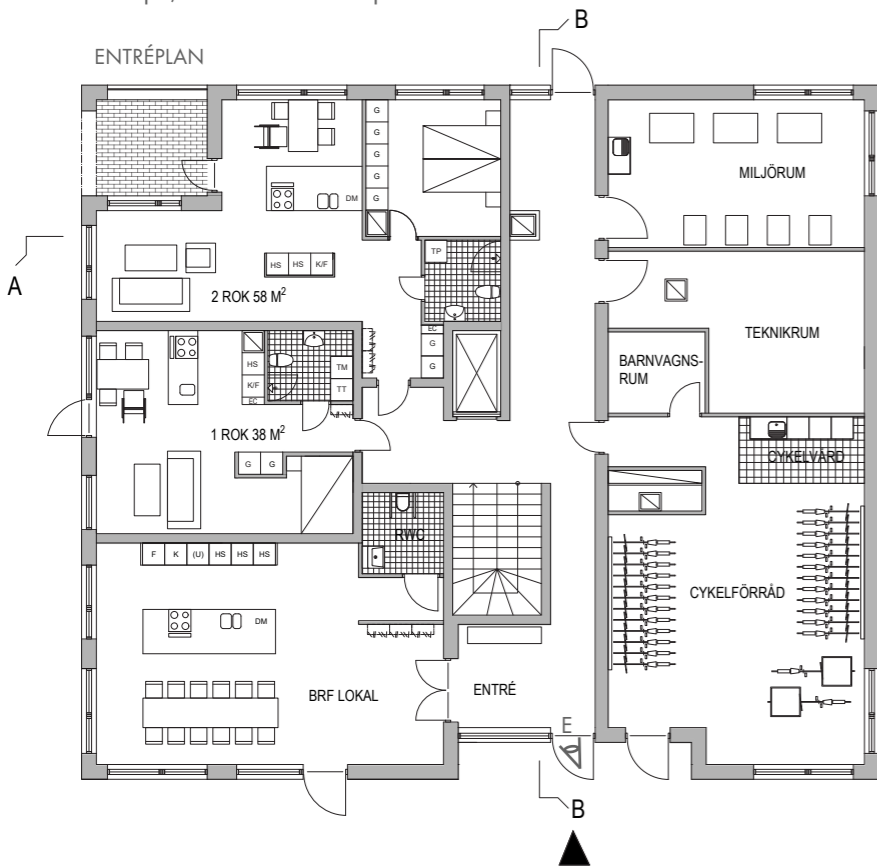 ENTRÉPLAN
B
A
G
G
G
G
G
DM
HS HS K/F
2 ROK 58 M²
TP
EC
G
G
MILJÖRUM
TEKNIKRUM
BARNVAGNS-
RUM
HS
K/F
EC
TM
TT
1 ROK 38 M²
G G
CYKELVÅRD
RWC
F K (U) HS HS HS
DM
CYKELFÖRRÅD
BRF LOKAL
ENTRÉ
E
B